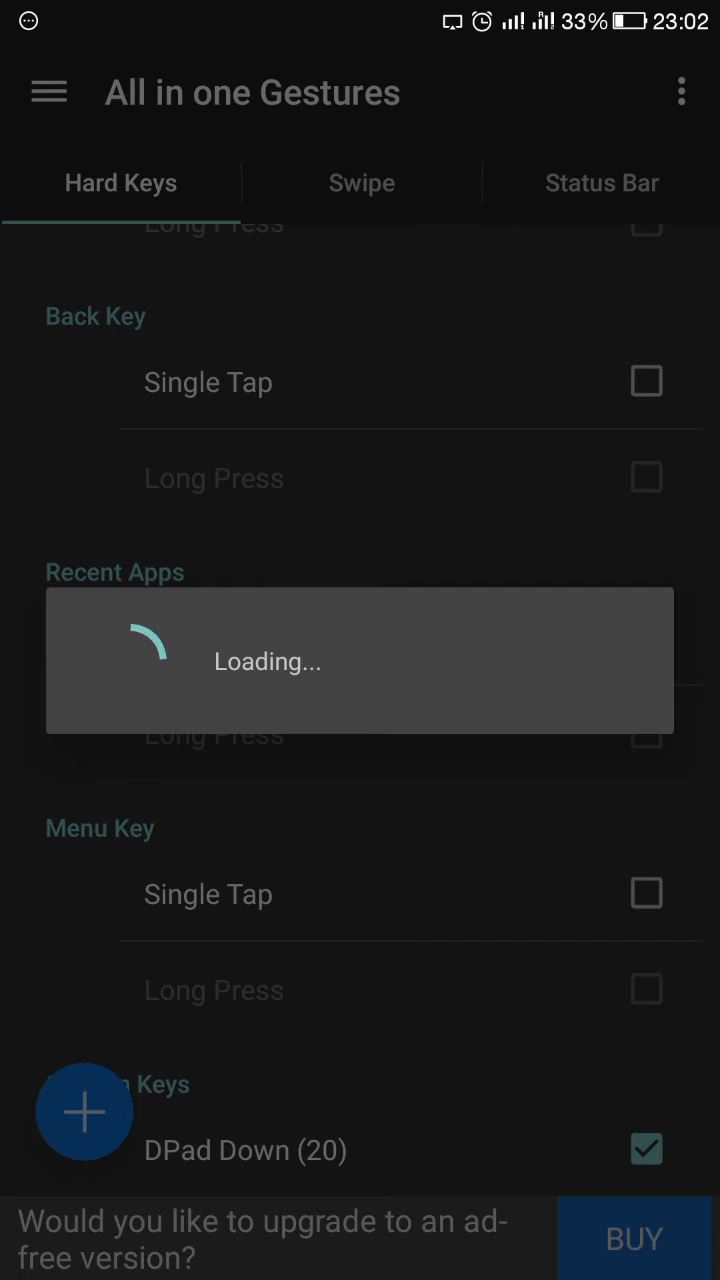 33% 23:02
All in one Gestures
Hard Keys Swipe Status Bar
Long Press
Back Key
Single Tap
Long Press
Recent Apps
Loading...
Long Press
Menu Key
Single Tap
Long Press
Keys
DPad Down (20)
Would you like to upgrade to an ad-
free version?
BUY